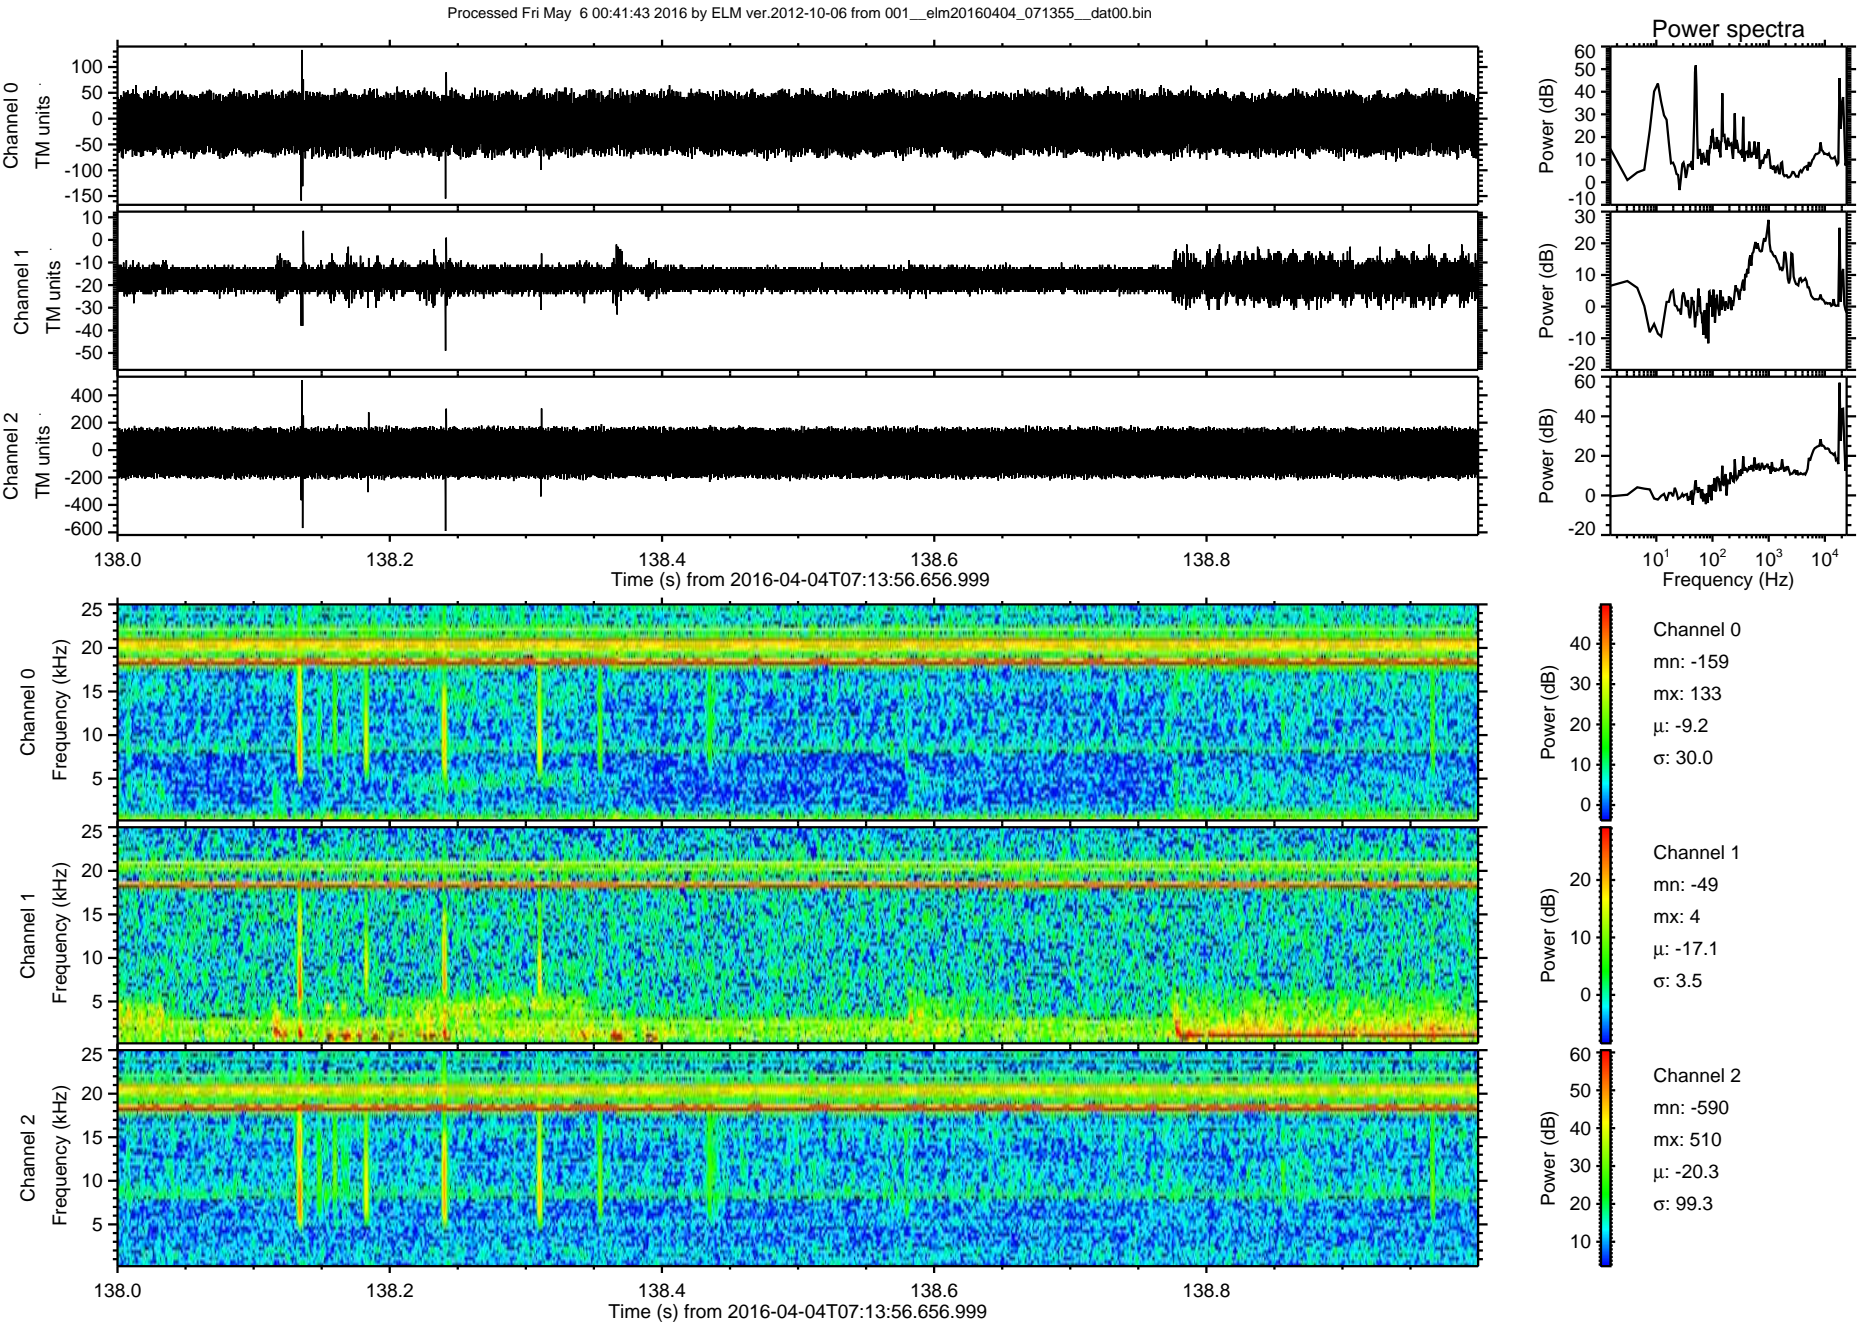 Processed Fri May  6 00:41:43 2016 by ELM ver.2012-10-06 from 001__elm20160404_071355__dat00.bin
Power spectra
Channel 0
TM units
100
50
0
-50
-100
-150
Power (dB)
60
50
40
30
20
10
0
-10
Channel 1
TM units
10
0
-10
-20
-30
-40
-50
Power (dB)
30
20
10
0
-10
-20
Channel 2
TM units
400
200
0
-200
-400
-600
Power (dB)
60
40
20
0
-20
138.0 138.2 138.4 138.6 138.8
Time (s) from 2016-04-04T07:13:56.656.999
10^1 10^2 10^3 10^4
Frequency (Hz)
Channel 0
Frequency (kHz)
25
20
15
10
5
Power (dB)
40
30
20
10
0
Channel 0
mn: -159
mx: 133
μ: -9.2
σ: 30.0
Channel 1
Frequency (kHz)
25
20
15
10
5
Power (dB)
20
10
0
Channel 1
mn: -49
mx: 4
μ: -17.1
σ: 3.5
Channel 2
Frequency (kHz)
25
20
15
10
5
Power (dB)
60
50
40
30
20
10
Channel 2
mn: -590
mx: 510
μ: -20.3
σ: 99.3
138.0 138.2 138.4 138.6 138.8
Time (s) from 2016-04-04T07:13:56.656.999